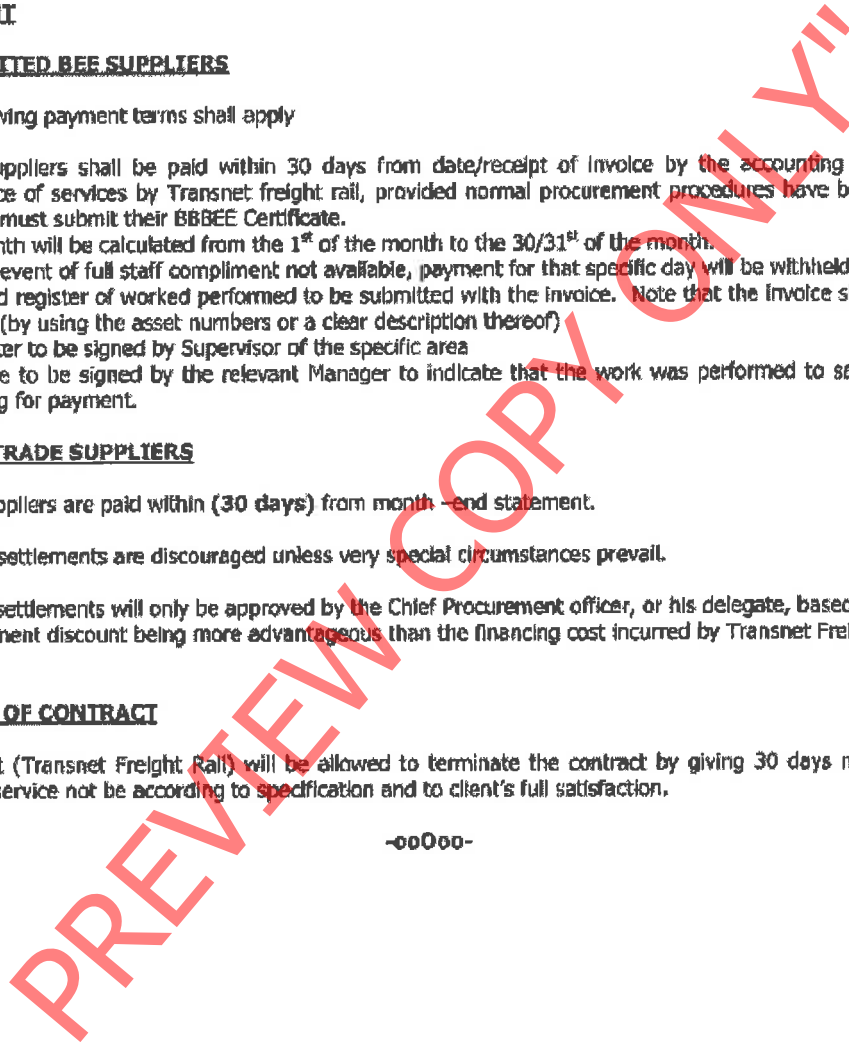 ITTED BEE SUPPLIERS
ving payment terms shall apply
uppliers shall be paid within 30 days from date/receipt of invoice by the accounting
ce of services by Transnet freight rail, provided normal procurement procedures have b
must submit their BBBEE Certificate.
nth will be calculated from the 1st of the month to the 30/31st of the month.
event of full staff compliment not available, payment for that specific day will be withheld
d register of worked performed to be submitted with the invoice. Note that the invoice s
(by using the asset numbers or a clear description thereof)
ter to be signed by Supervisor of the specific area
e to be signed by the relevant Manager to indicate that the work was performed to sa
g for payment.
TRADE SUPPLIERS
ppliers are paid within (30 days) from month -end statement.
settlements are discouraged unless very special circumstances prevail.
settlements will only be approved by the Chief Procurement officer, or his delegate, based
ment discount being more advantageous than the financing cost incurred by Transnet Frei
OF CONTRACT
t (Transnet Freight Rail) will be allowed to terminate the contract by giving 30 days n
service not be according to specification and to client's full satisfaction.
-ooOoo-
PREVIEW COPY ONLY"